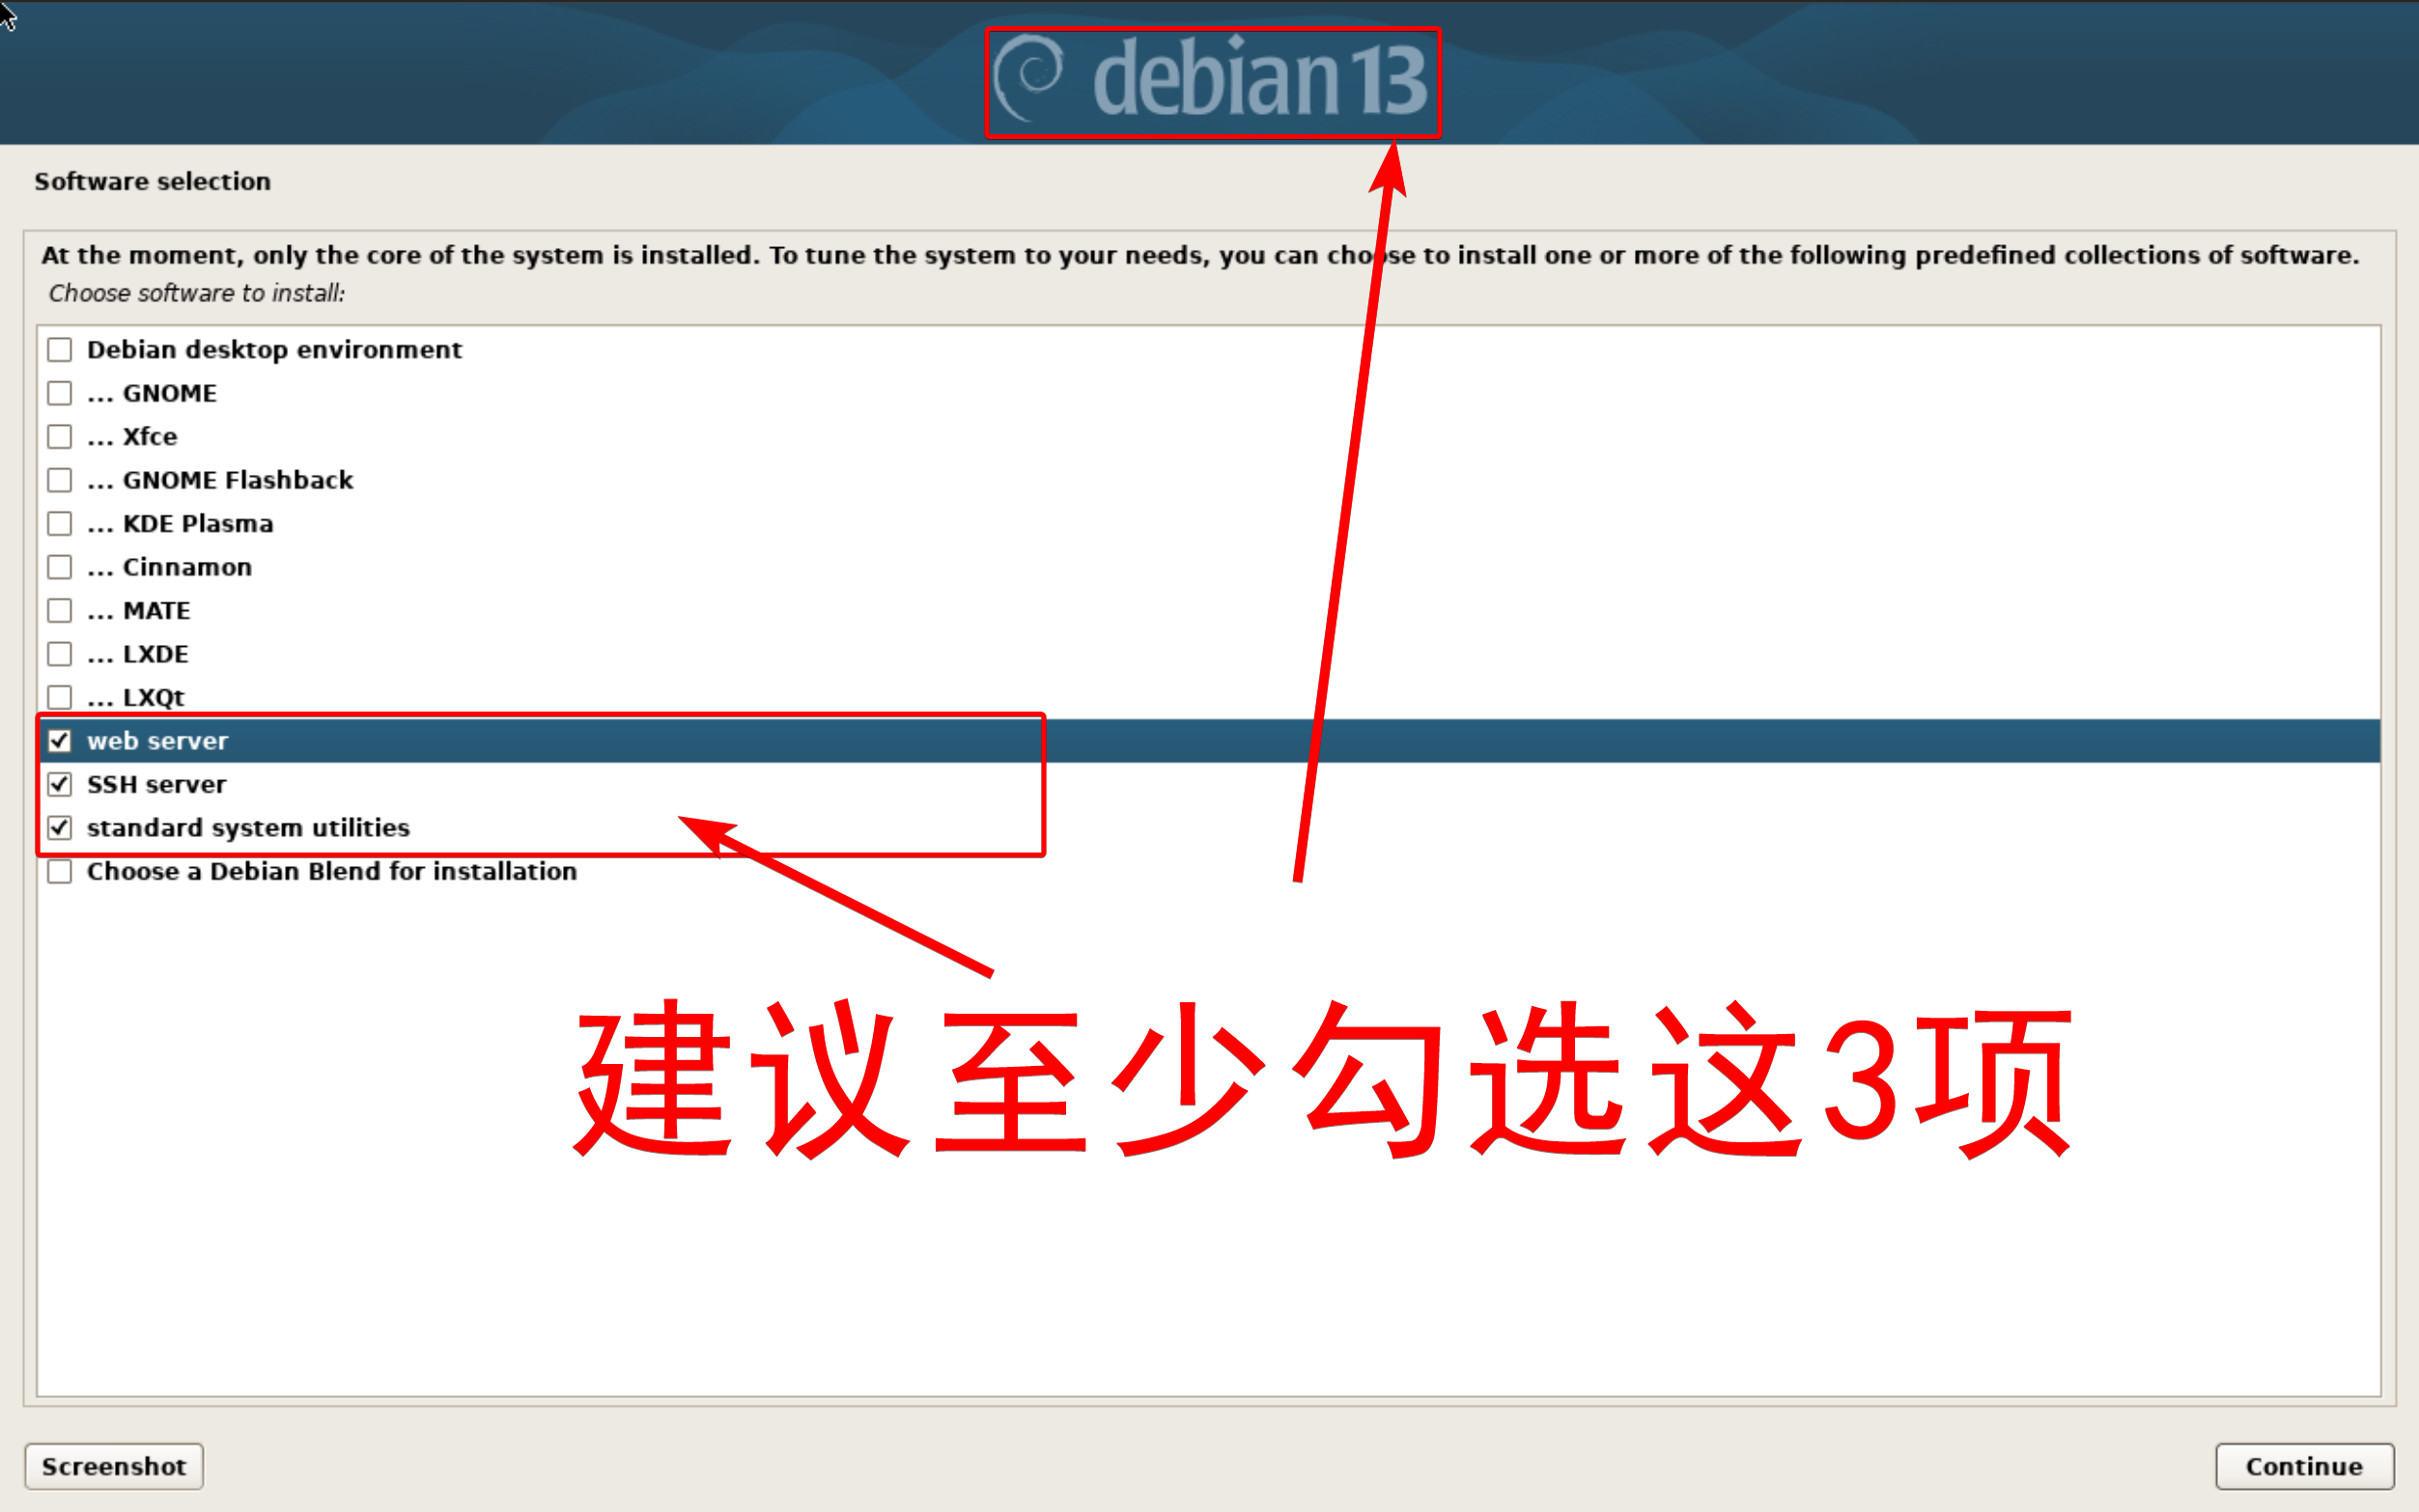 debian 13
Software selection
At the moment, only the core of the system is installed. To tune the system to your needs, you can choose to install one or more of the following predefined collections of software.
Choose software to install:
Debian desktop environment
... GNOME
... Xfce
... GNOME Flashback
... KDE Plasma
... Cinnamon
... MATE
... LXDE
... LXQt
web server
SSH server
standard system utilities
Choose a Debian Blend for installation
建议至少勾选这3项
Screenshot
Continue